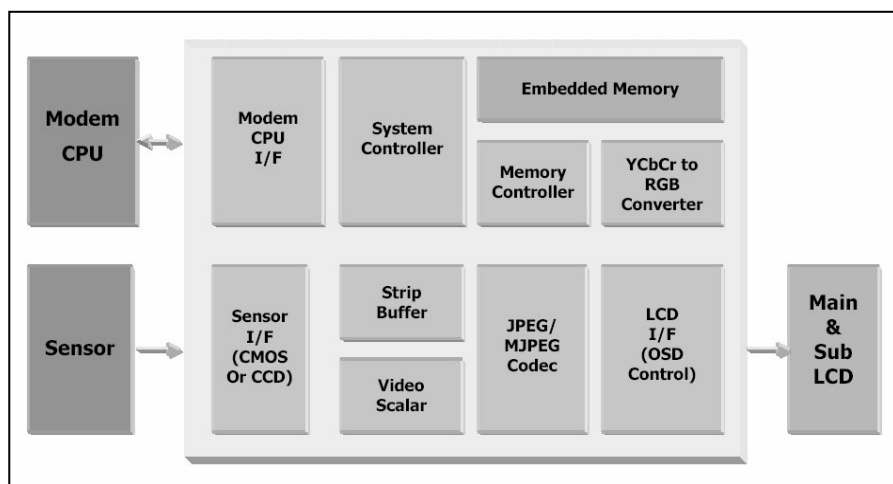 Modem
CPU
Modem
CPU
I/F
System
Controller
Embedded Memory
Memory
Controller
YCbCr to
RGB
Converter
Sensor
Sensor
I/F
(CMOS
Or CCD)
Strip
Buffer
Video
Scalar
JPEG/
MJPEG
Codec
LCD
I/F
(OSD
Control)
Main
&
Sub
LCD